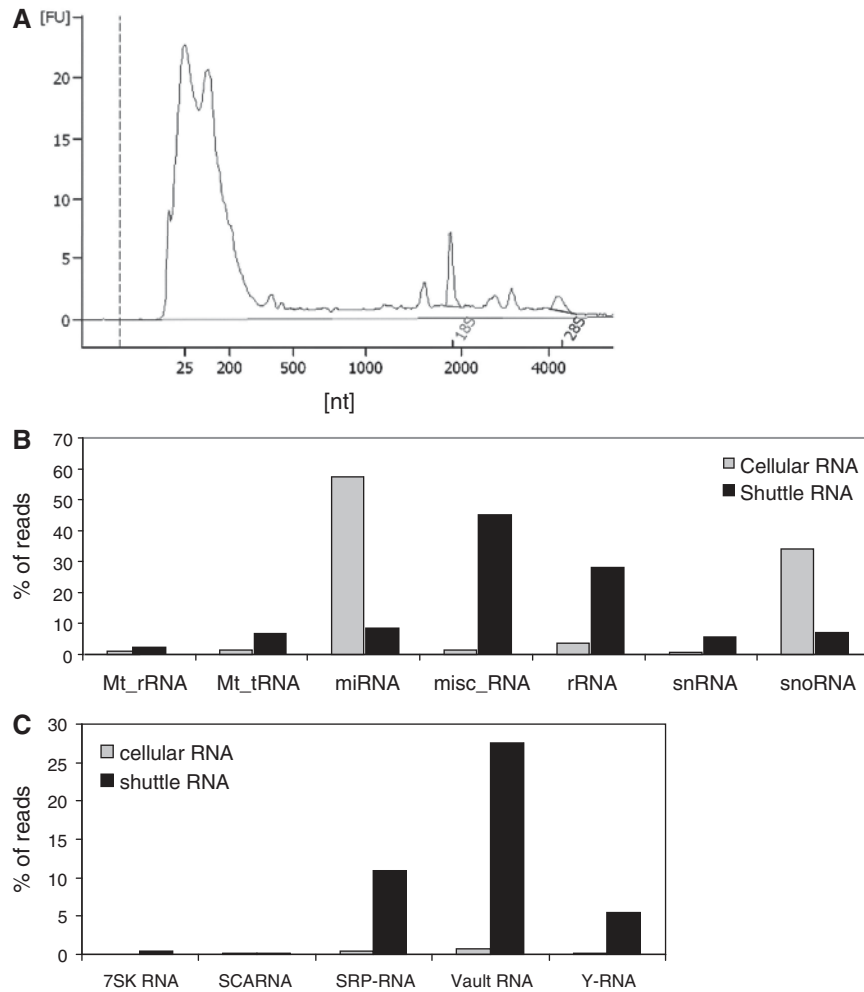 A
[FU]
20
15
10
5
0
18S
28S
25 200 500 1000 2000 4000
[nt]
B
70
60
50
40
30
20
10
0
% of reads
Cellular RNA
Shuttle RNA
Mt_rRNA Mt_tRNA miRNA misc_RNA rRNA snRNA snoRNA
C
30
25
20
15
10
5
0
% of reads
cellular RNA
shuttle RNA
7SK RNA SCARNA SRP-RNA Vault RNA Y-RNA